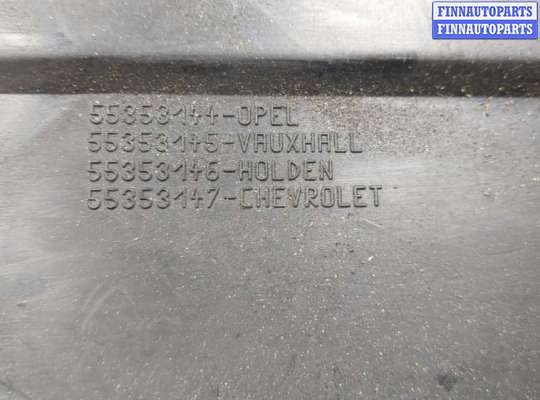 FINNAUTOPARTS
FINNAUTOPARTS
55353144-OPEL
55353145-VAUXHALL
55353146-HOLDEN
55353147-CHEVROLET